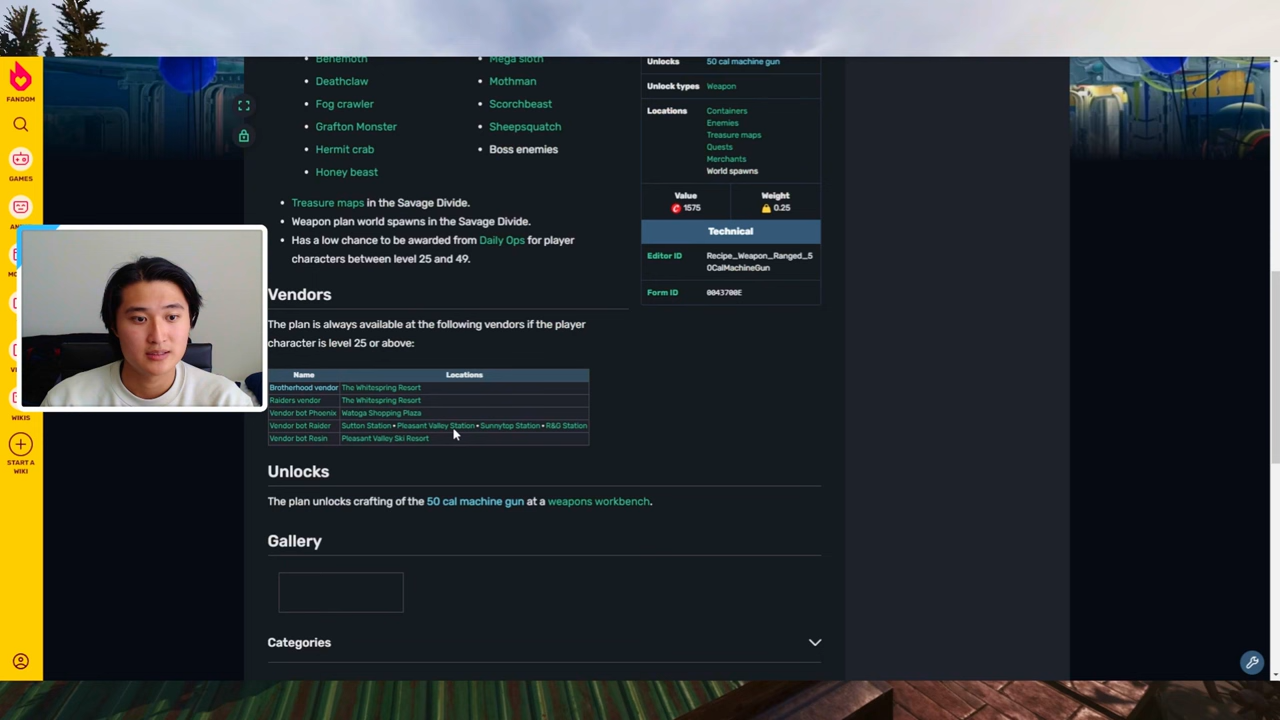 FANDOM
GAMES
WIKIS
START A
WIKI
Behemoth
Deathclaw
Fog crawler
Grafton Monster
Hermit crab
Honey beast
Mega sloth
Mothman
Scorchbeast
Sheepsquatch
Boss enemies
Treasure maps in the Savage Divide.
Weapon plan world spawns in the Savage Divide.
Has a low chance to be awarded from Daily Ops for player
characters between level 25 and 49.
Vendors
The plan is always available at the following vendors if the player
character is level 25 or above:
Name Locations
Brotherhood vendor The Whitespring Resort
Raiders vendor The Whitespring Resort
Vendor bot Phoenix Watoga Shopping Plaza
Vendor bot Raider Sutton Station • Pleasant Valley Station • Sunnytop Station • R&G Station
Vendor bot Rosin Pleasant Valley Ski Resort
Unlocks
The plan unlocks crafting of the 50 cal machine gun at a weapons workbench.
Gallery
Categories
Unlocks 50 cal machine gun
Unlock types Weapon
Locations Containers
Enemies
Treasure maps
Quests
Merchants
World spawns
Value Weight
1575 0.25
Technical
Editor ID Recipe_Weapon_Ranged_5
0CalMachineGun
Form ID 0043700E